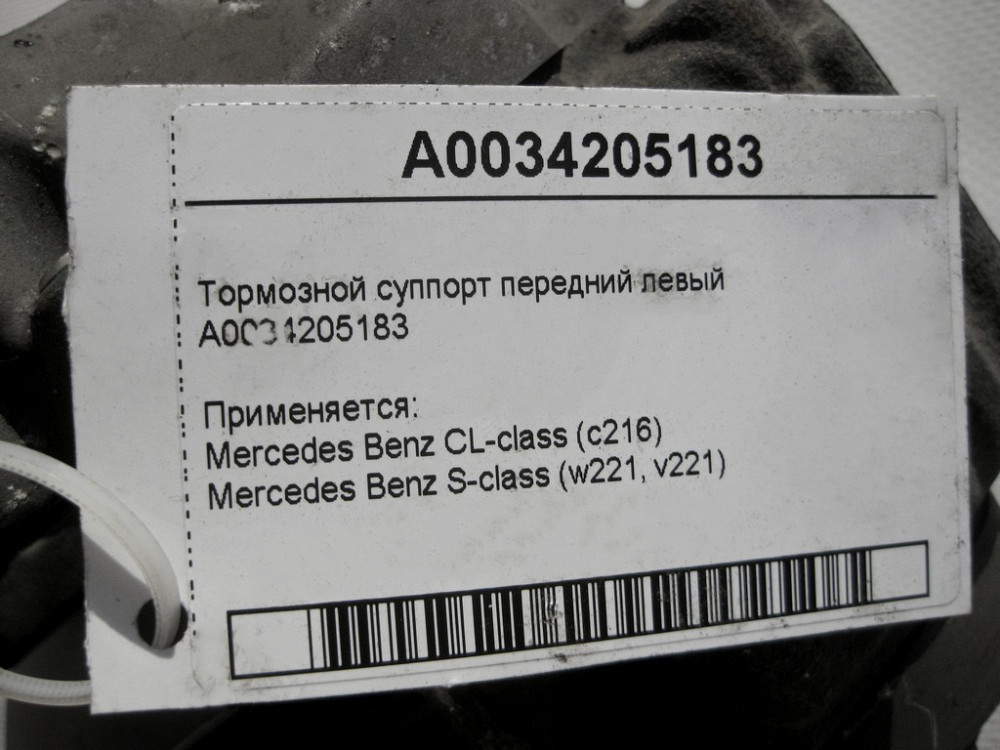 A0034205183
Тормозной суппорт передний левый
A0034205183
Применяется:
Mercedes Benz CL-class (c216)
Mercedes Benz S-class (w221, v221)